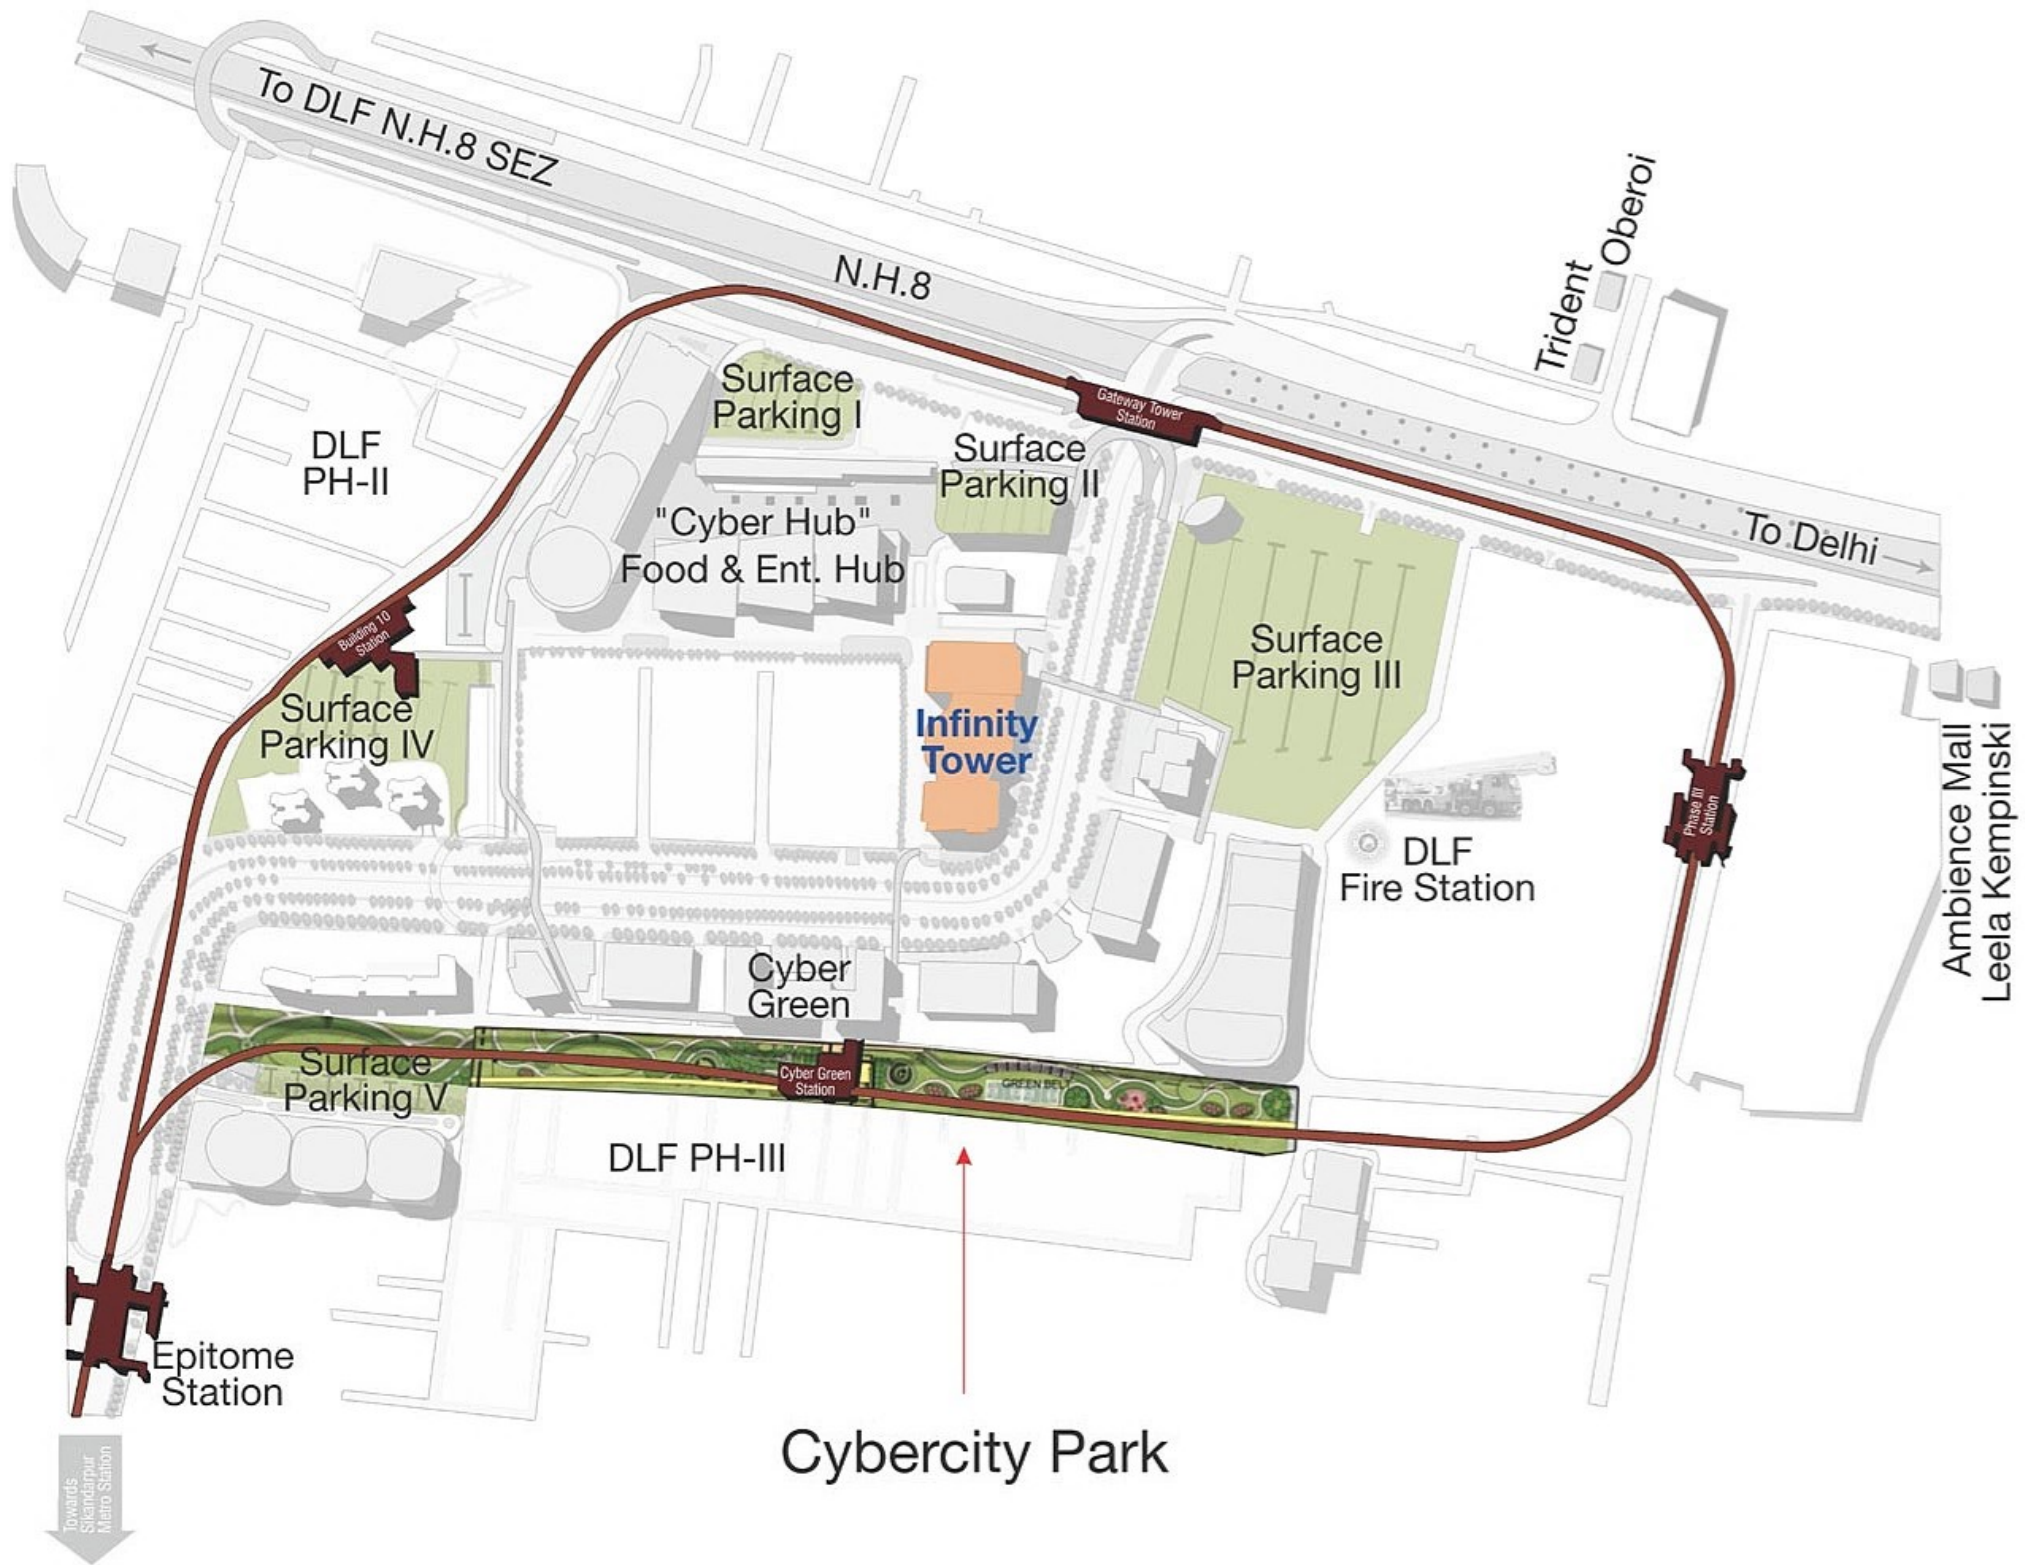 To DLF N.H.8 SEZ
N.H.8
Oberoi
Trident
Surface
Parking I
Gateway Tower
Station
DLF
PH-II
Surface
Parking II
"Cyber Hub"
Food & Ent. Hub
To Delhi
Building 10
Station
Surface
Parking III
Surface
Parking IV
Infinity
Tower
Phase III
Station
Ambience Mall
Leela Kempinski
DLF
Fire Station
Cyber
Green
Surface
Parking V
Cyber Green
Station
GREEN BELT
DLF PH-III
Epitome
Station
Cybercity Park
Towards
Sikandarpur
Metro Station